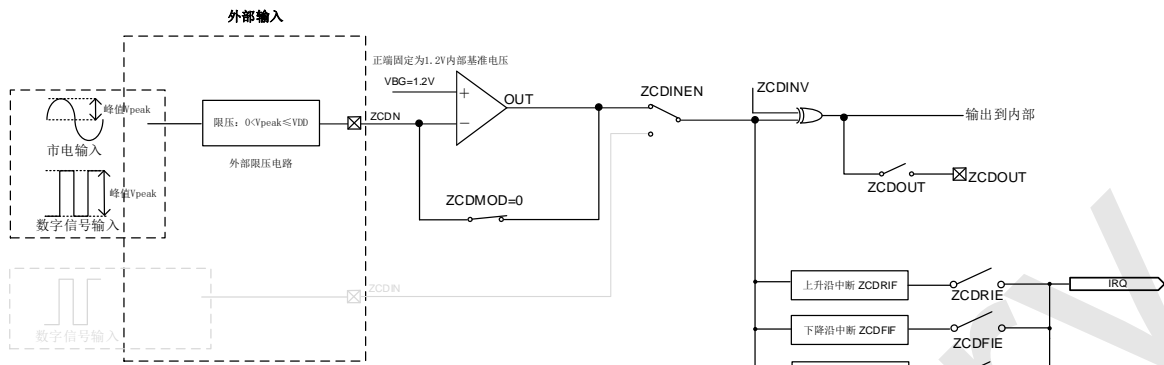 外部输入
正端固定为1.2V内部基准电压
VBG=1.2V
ZCDINV
ZCDINEN
OUT
峰值Vpeak
限压：0<Vpeak≤VDD
ZCDN
输出到内部
市电输入
外部限压电路
ZCDOUT
ZCDOUT
峰值Vpeak
ZCDMOD=0
数字信号输入
ZCDIN
上升沿中断 ZCDRIF
ZCDRIE
IRQ
数字信号输入
下降沿中断 ZCDFIF
ZCDFIE